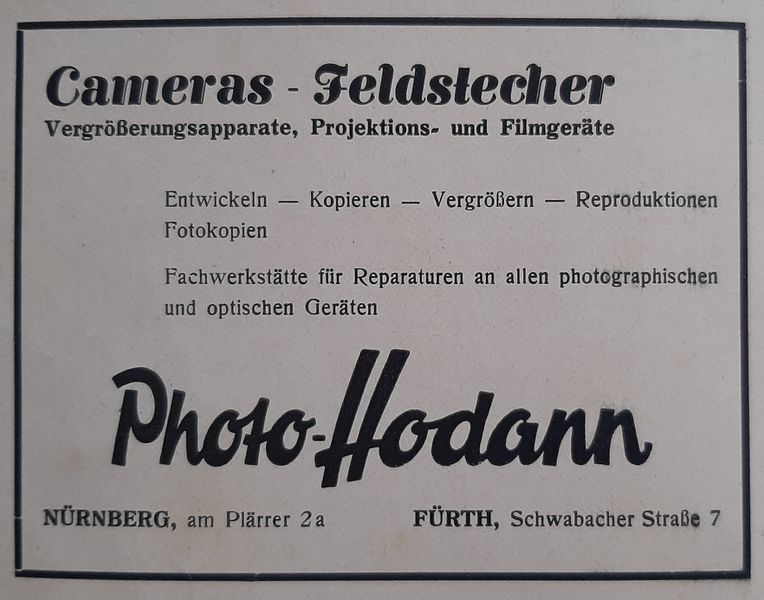 Cameras - Feldstecher
Vergrößerungsapparate, Projektions- und Filmgeräte
Entwickeln — Kopieren — Vergrößern — Reproduktionen
Fotokopien
Fachwerkstätte für Reparaturen an allen photographischen
und optischen Geräten
Photo-Hodann
NÜRNBERG, am Plärrer 2a FÜRTH, Schwabacher Straße 7